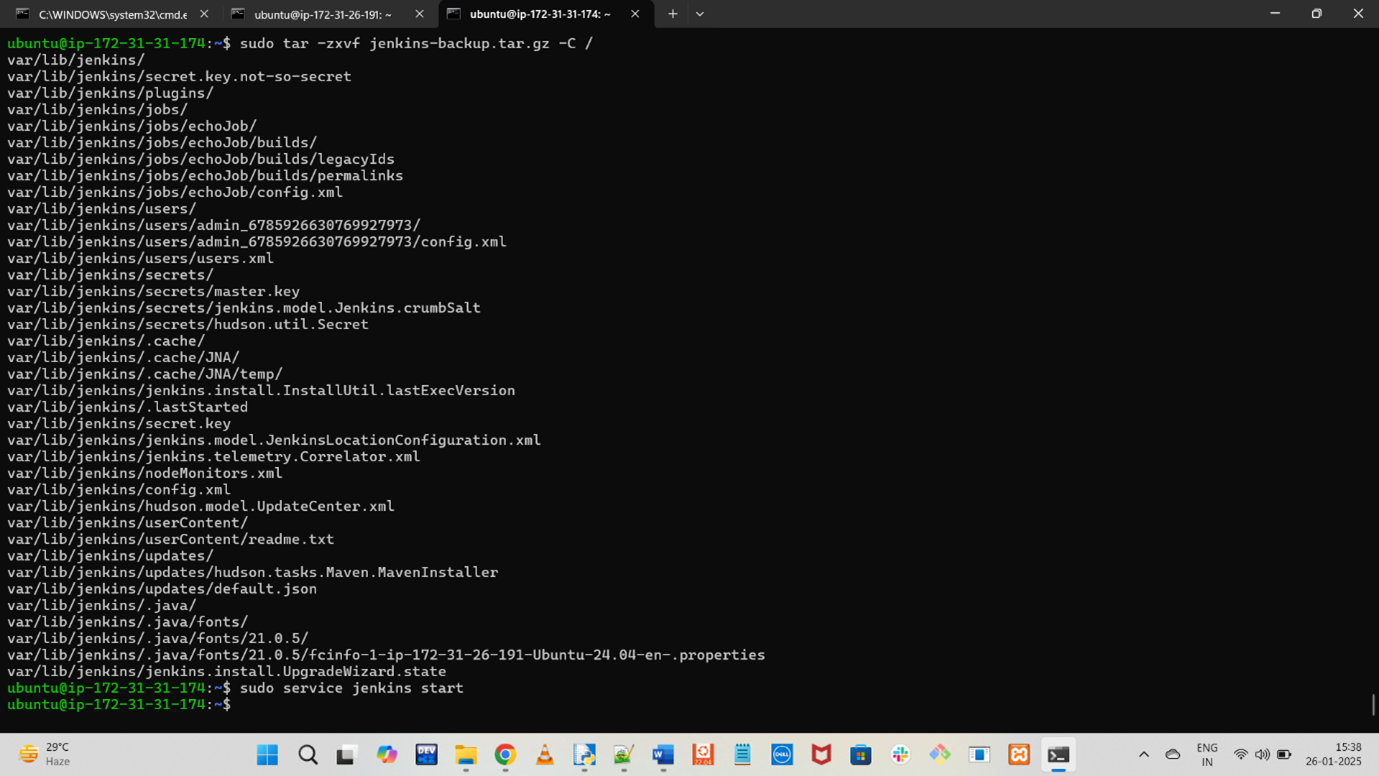 C:\WINDOWS\system32\cmd.e
ubuntu@ip-172-31-26-191: ~
ubuntu@ip-172-31-31-174: ~
ubuntu@ip-172-31-31-174:~$ sudo tar -zxvf jenkins-backup.tar.gz -C /
var/lib/jenkins/
var/lib/jenkins/secret.key.not-so-secret
var/lib/jenkins/plugins/
var/lib/jenkins/jobs/
var/lib/jenkins/jobs/echoJob/
var/lib/jenkins/jobs/echoJob/builds/
var/lib/jenkins/jobs/echoJob/builds/legacyIds
var/lib/jenkins/jobs/echoJob/builds/permalinks
var/lib/jenkins/jobs/echoJob/config.xml
var/lib/jenkins/users/
var/lib/jenkins/users/admin_6785926630769927973/
var/lib/jenkins/users/admin_6785926630769927973/config.xml
var/lib/jenkins/users/users.xml
var/lib/jenkins/secrets/
var/lib/jenkins/secrets/master.key
var/lib/jenkins/secrets/jenkins.model.Jenkins.crumbSalt
var/lib/jenkins/secrets/hudson.util.Secret
var/lib/jenkins/.cache/
var/lib/jenkins/.cache/JNA/
var/lib/jenkins/.cache/JNA/temp/
var/lib/jenkins/jenkins.install.InstallUtil.lastExecVersion
var/lib/jenkins/.lastStarted
var/lib/jenkins/secret.key
var/lib/jenkins/jenkins.model.JenkinsLocationConfiguration.xml
var/lib/jenkins/jenkins.telemetry.Correlator.xml
var/lib/jenkins/nodeMonitors.xml
var/lib/jenkins/config.xml
var/lib/jenkins/hudson.model.UpdateCenter.xml
var/lib/jenkins/userContent/
var/lib/jenkins/userContent/readme.txt
var/lib/jenkins/updates/
var/lib/jenkins/updates/hudson.tasks.Maven.MavenInstaller
var/lib/jenkins/updates/default.json
var/lib/jenkins/.java/
var/lib/jenkins/.java/fonts/
var/lib/jenkins/.java/fonts/21.0.5/
var/lib/jenkins/.java/fonts/21.0.5/fcinfo-1-ip-172-31-26-191-Ubuntu-24.04-en-.properties
var/lib/jenkins/jenkins.install.UpgradeWizard.state
ubuntu@ip-172-31-31-174:~$ sudo service jenkins start
ubuntu@ip-172-31-31-174:~$
29°C
Haze
DEV
22.04
DELL
ENG
IN
15:38
26-01-2025